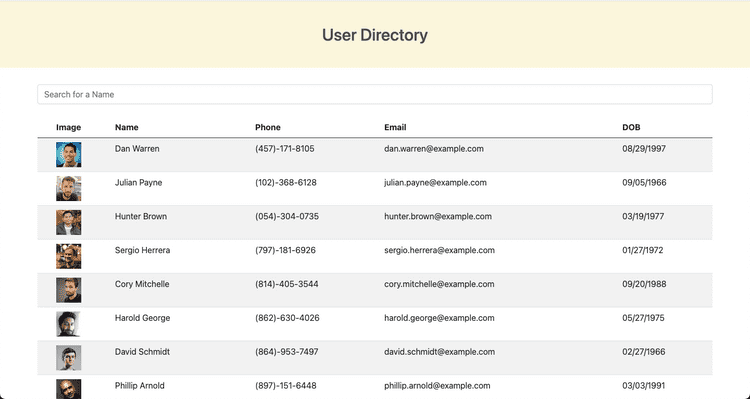 User Directory
Search for a Name
Image Name Phone Email DOB
Dan Warren (457)-171-8105 dan.warren@example.com 08/29/1997
Julian Payne (102)-368-6128 julian.payne@example.com 09/05/1966
Hunter Brown (054)-304-0735 hunter.brown@example.com 03/19/1977
Sergio Herrera (797)-181-6926 sergio.herrera@example.com 01/27/1972
Cory Mitchelle (814)-405-3544 cory.mitchelle@example.com 09/20/1988
Harold George (862)-630-4026 harold.george@example.com 05/27/1975
David Schmidt (864)-953-7497 david.schmidt@example.com 02/27/1966
Phillip Arnold (897)-151-6448 phillip.arnold@example.com 03/03/1991